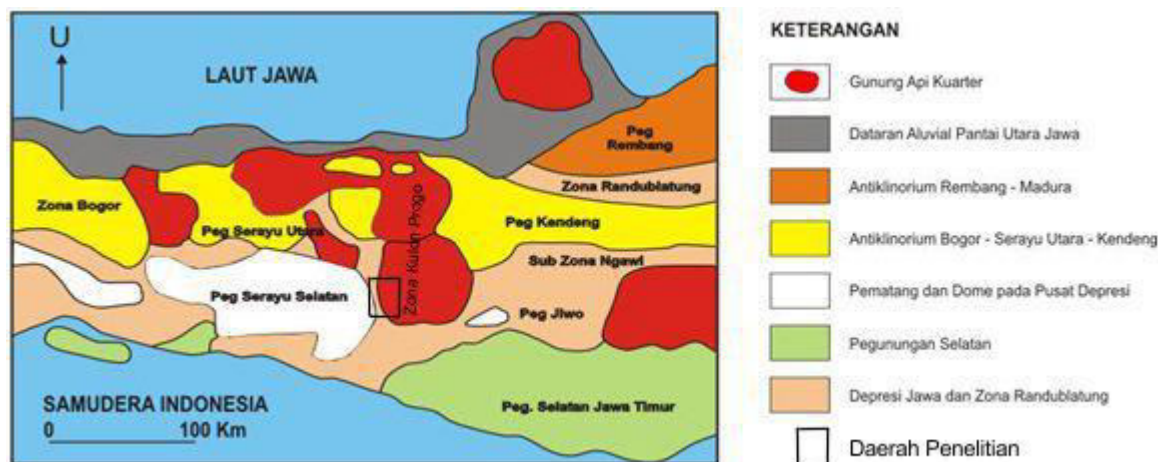 U
LAUT JAWA
Peg
Rembang
Zona Randublatung
Zona Bogor
Peg Serayu Utara
Zona Kulon Progo
Peg Kendeng
Sub Zona Ngawi
Peg Serayu Selatan
Peg Jiwo
SAMUDERA INDONESIA
0 100 Km
Peg. Selatan Jawa Timur
KETERANGAN
Gunung Api Kuarter
Dataran Aluvial Pantai Utara Jawa
Antiklinorium Rembang - Madura
Antiklinorium Bogor - Serayu Utara - Kendeng
Pematang dan Dome pada Pusat Depresi
Pegunungan Selatan
Depresi Jawa dan Zona Randublatung
Daerah Penelitian